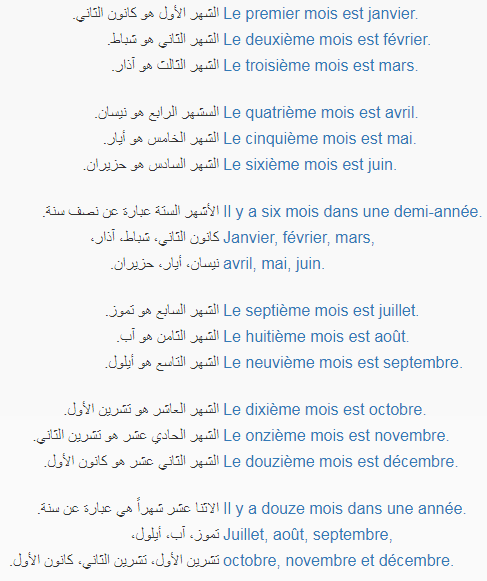 الشهر الأول هو كانون الثاني. Le premier mois est janvier.
الشهر الثاني هو شباط. Le deuxième mois est février.
الشهر الثالث هو آذار. Le troisième mois est mars.
السشهر الرابع هو نيسان. Le quatrième mois est avril.
الشهر الخامس هو أيار. Le cinquième mois est mai.
الشهر السادس هو حزيران. Le sixième mois est juin.
الأشهر الستة عبارة عن نصف سنة. Il y a six mois dans une demi-année.
كانون الثاني، شباط، آذار، Janvier, février, mars,
نيسان، أيار، حزيران. avril, mai, juin.
الشهر السابع هو تموز. Le septième mois est juillet.
الشهر الثامن هو آب. Le huitième mois est août.
الشهر التاسع هو أيلول. Le neuvième mois est septembre.
الشهر العاشر هو تشرين الأول. Le dixième mois est octobre.
الشهر الحادي عشر هو تشرين الثاني. Le onzième mois est novembre.
الشهر الثاني عشر هو كانون الأول. Le douzième mois est décembre.
الاثنا عشر شهراً هي عبارة عن سنة. Il y a douze mois dans une année.
تموز، آب، أيلول، Juillet, août, septembre,
تشرين الأول، تشرين الثاني، كانون الأول. octobre, novembre et décembre.